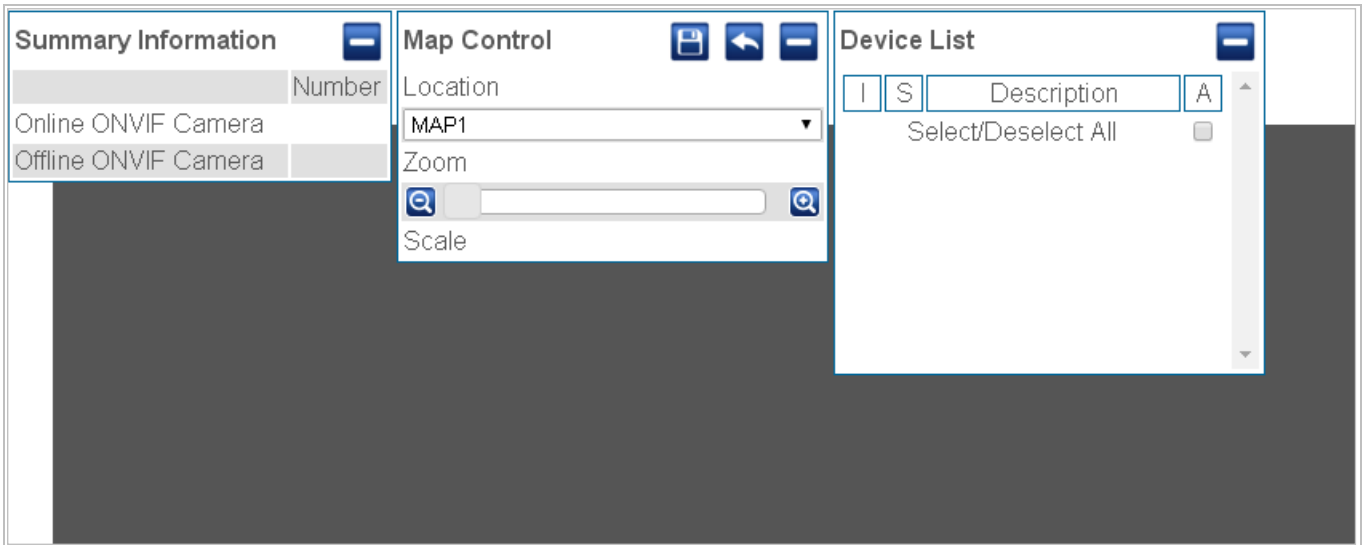 Summary Information
Number
Online ONVIF Camera
Offline ONVIF Camera
Map Control
Location
MAP1
Zoom
Scale
Device List
I S Description A
Select/Deselect All